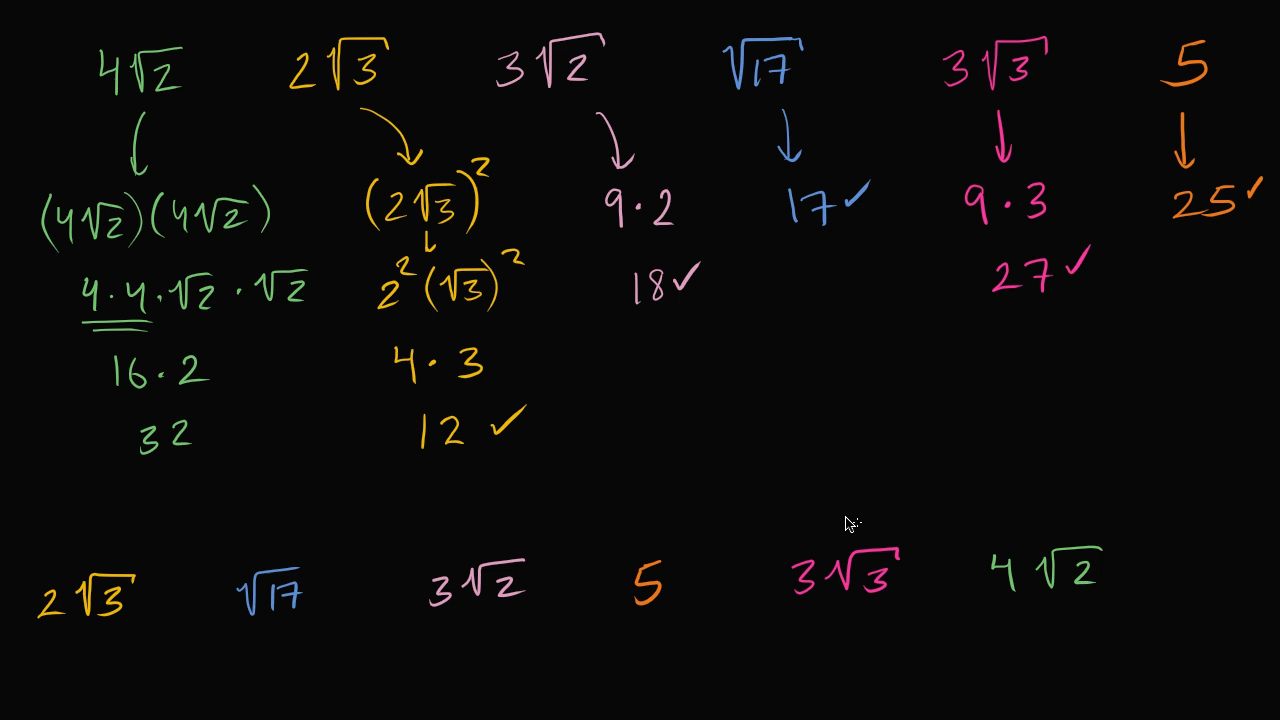 4√2 2√3 3√2 √17 3√3 5
(4√2)(4√2) (2√3)² 9·2 17✓ 9·3 25✓
4·4·√2·√2 2²(√3)² 18✓ 27✓
16·2 4·3
32 12✓
2√3 √17 3√2 5 3√3 4√2